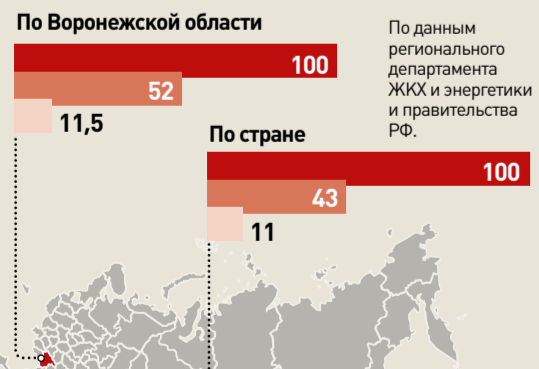 По Воронежской области
100
52
11,5
По данным
регионального
департамента
ЖКХ и энергетики
и правительства
РФ.
По стране
100
43
11